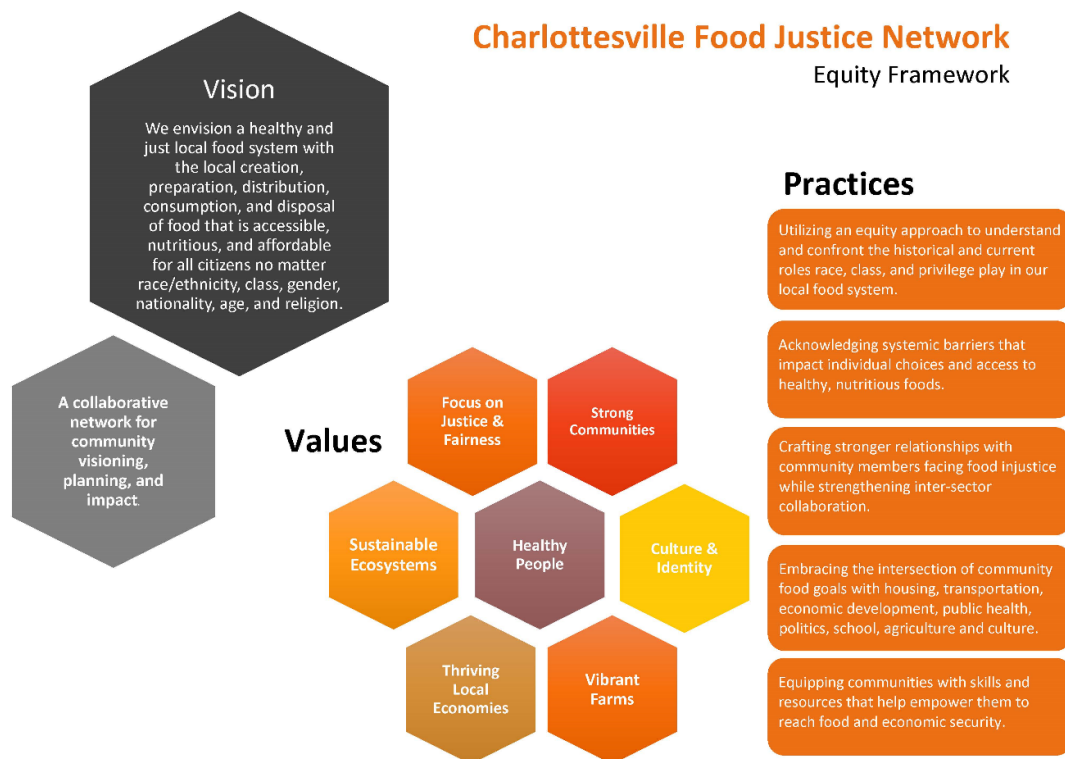 Charlottesville Food Justice Network
Equity Framework
Vision
We envision a healthy and
just local food system with
the local creation,
preparation, distribution,
consumption, and disposal
of food that is accessible,
nutritious, and affordable
for all citizens no matter
race/ethnicity, class, gender,
nationality, age, and religion.
A collaborative
network for
community
visioning,
planning, and
impact.
Values
Focus on
Justice &
Fairness
Strong
Communities
Sustainable
Ecosystems
Healthy
People
Culture &
Identity
Thriving
Local
Economies
Vibrant
Farms
Practices
Utilizing an equity approach to understand
and confront the historical and current
roles race, class, and privilege play in our
local food system.
Acknowledging systemic barriers that
impact individual choices and access to
healthy, nutritious foods.
Crafting stronger relationships with
community members facing food injustice
while strengthening inter-sector
collaboration.
Embracing the intersection of community
food goals with housing, transportation,
economic development, public health,
politics, school, agriculture and culture.
Equipping communities with skills and
resources that help empower them to
reach food and economic security.